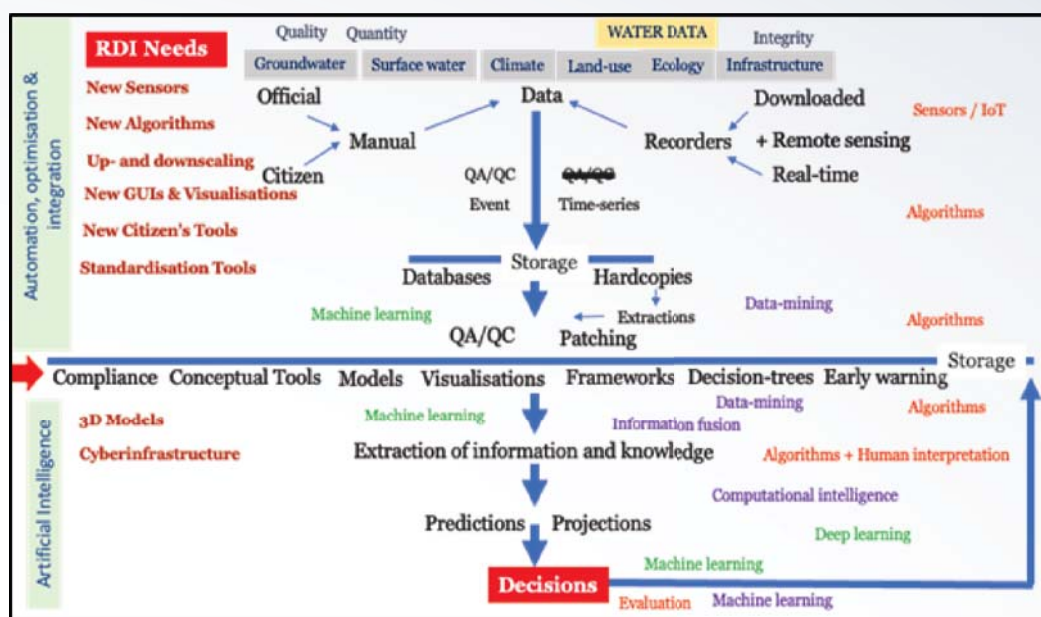 RDI Needs
Quality Quantity
WATER DATA
Integrity
Groundwater
Surface water
Climate
Land-use
Ecology
Infrastructure
New Sensors
Official
Data
Downloaded
Sensors / IoT
New Algorithms
Manual
Recorders
+ Remote sensing
Up- and downscaling
Citizen
QA/QC
QA/QC
Real-time
New GUIs & Visualisations
Event
Time-series
Algorithms
New Citizen's Tools
Standardisation Tools
Storage
Databases
Hardcopies
Machine learning
Extractions
Data-mining
Algorithms
QA/QC
Patching
Automation, optimisation &
integration
Storage
Compliance Conceptual Tools Models Visualisations Frameworks Decision-trees Early warning
3D Models
Machine learning
Data-mining
Algorithms
Information fusion
Cyberinfrastructure
Extraction of information and knowledge
Algorithms + Human interpretation
Computational intelligence
Predictions
Projections
Deep learning
Machine learning
Decisions
Evaluation
Machine learning
Artificial Intelligence